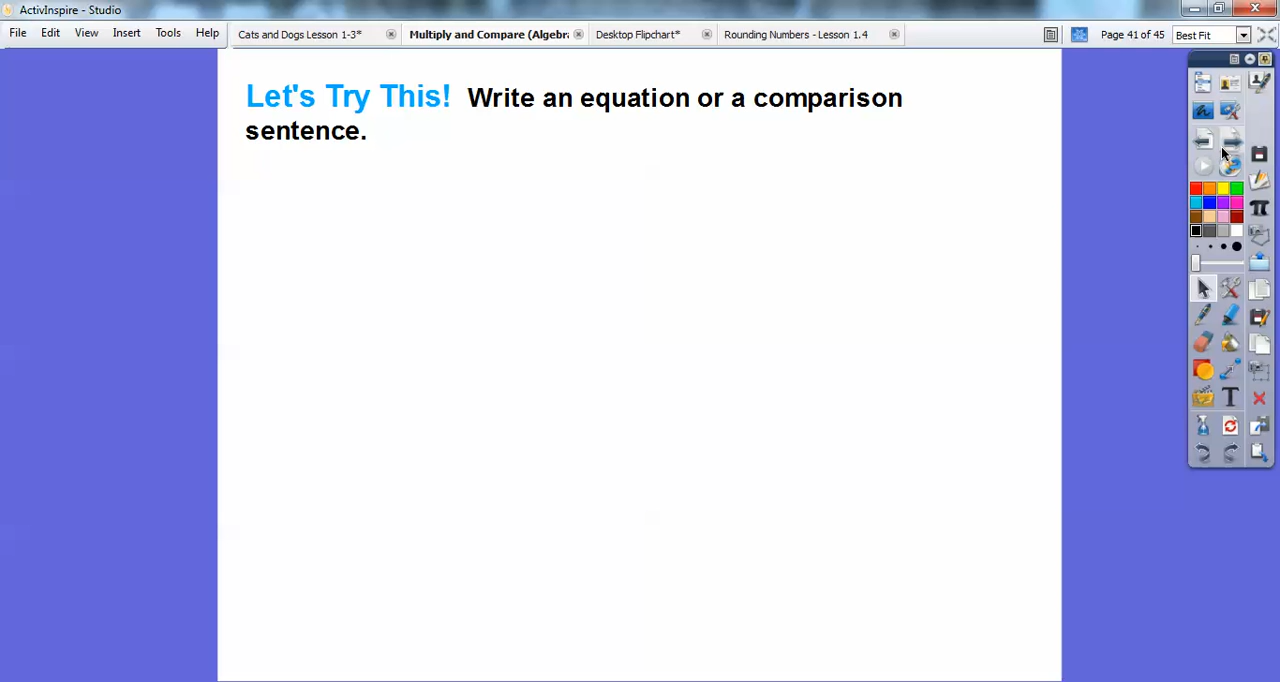 ActivInspire - Studio
File Edit View Insert Tools Help
Cats and Dogs Lesson 1-3* Multiply and Compare (Algebra Desktop Flipchart* Rounding Numbers - Lesson 1.4
Page 41 of 45 Best Fit
Let's Try This! Write an equation or a comparison
sentence.